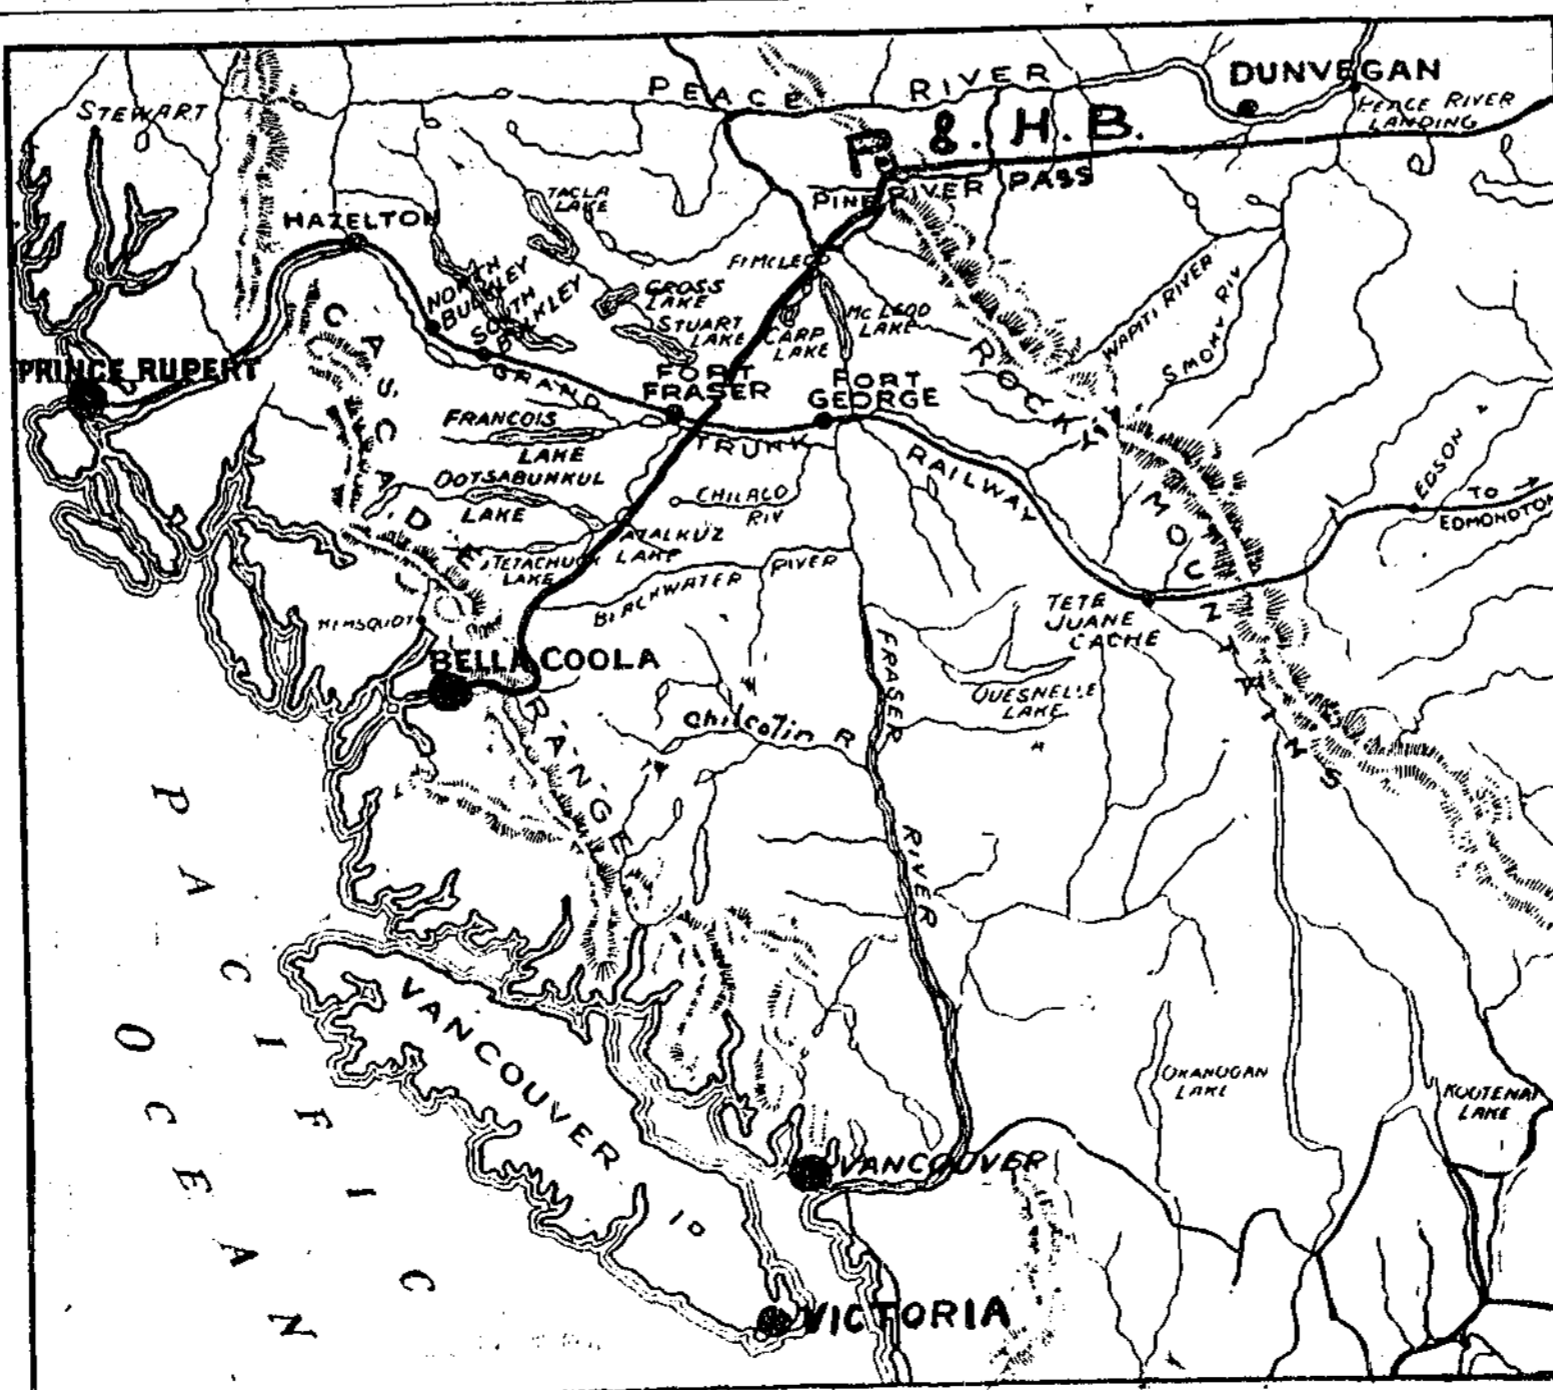 PEACE RIVER
DUNVEGAN
STEWART
PEACE RIVER
LANDING
P. & H. B.
TACLA
LAKE
PINE RIVER PASS
HAZELTON
FT MCLEOD
NORTH
BULKLEY
SOUTH
BULKLEY
CROSS
LAKE
STUART
LAKE
CARP
LAKE
MCLEOD
LAKE
WAPITI RIVER
SMOKY RIV
PRINCE RUPERT
FORT
FRASER
FORT
GEORGE
GRAND TRUNK RAILWAY
CASCADE RANGE
ROCKY MOUNTAINS
FRANCOIS
LAKE
OOTSABUNKUL
LAKE
CHILACO
RIV
EDSON
TO
EDMONTON
NATALKUZ
LAKE
TETACHUCK
LAKE
BLACKWATER RIVER
TETE
JUANE
CACHE
KEMSQUOT
BELLA COOLA
FRASER RIVER
QUESNELLE
LAKE
Chilcotin R
PACIFIC
OCEAN
VANCOUVER ID
OKANOGAN
LAKE
KOOTENAI
LAKE
VANCOUVER
VICTORIA